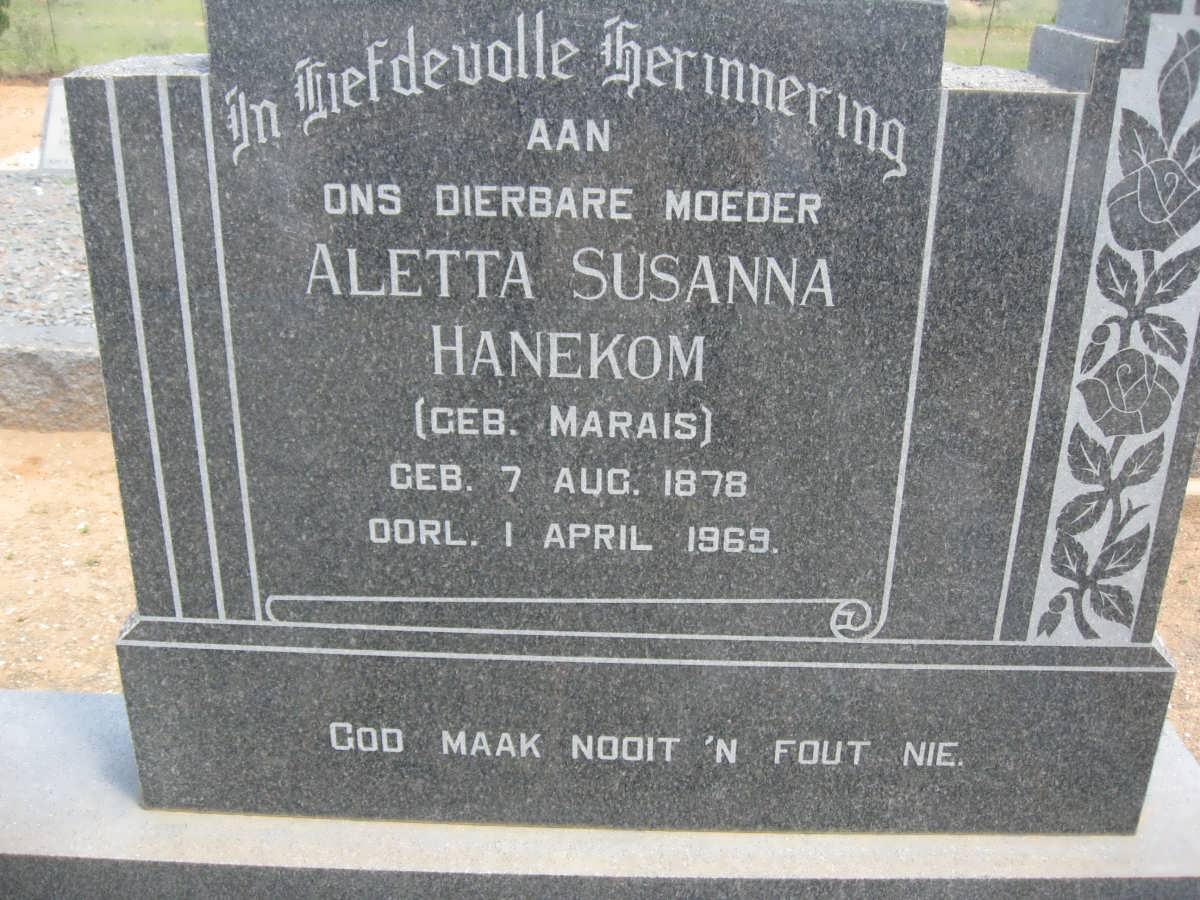 In Liefdevolle Herinnering
AAN
ONS DIERBARE MOEDER
ALETTA SUSANNA
HANEKOM
(GEB. MARAIS)
GEB. 7 AUG. 1878
OORL. 1 APRIL 1969.
GOD MAAK NOOIT 'N FOUT NIE.